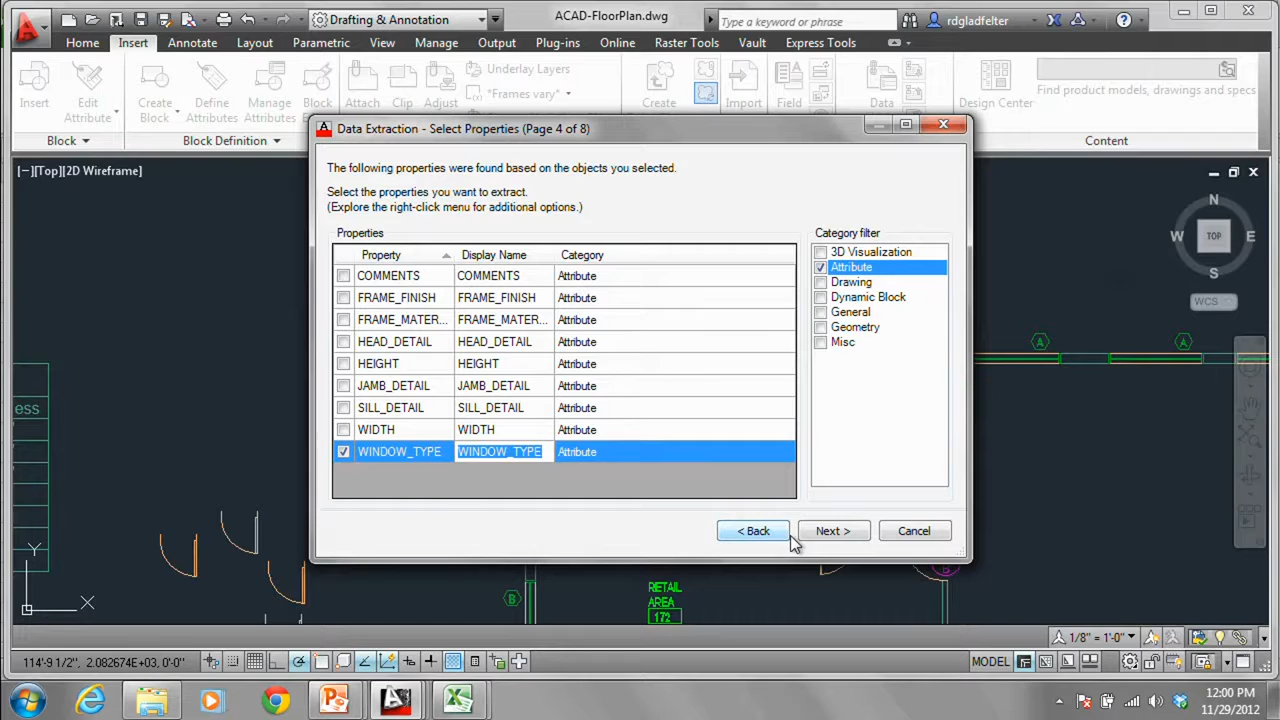 Drafting & Annotation
ACAD-FloorPlan.dwg
Type a keyword or phrase
rdgladfelter
Home Insert Annotate Layout Parametric View Manage Output Plug-ins Online Raster Tools Vault Express Tools
Insert
Edit
Attribute
Create
Block
Define
Attributes
Manage
Attributes
Block
Attach
Clip
Adjust
Underlay Layers
*Frames vary*
Create
Import
Field
Data
Design Center
Find product models, drawings and specs
Block
Block Definition
Content
[−][Top][2D Wireframe]
Data Extraction - Select Properties (Page 4 of 8)
The following properties were found based on the objects you selected.
Select the properties you want to extract.
(Explore the right-click menu for additional options.)
Properties
Property Display Name Category
COMMENTS COMMENTS Attribute
FRAME_FINISH FRAME_FINISH Attribute
FRAME_MATER... FRAME_MATER... Attribute
HEAD_DETAIL HEAD_DETAIL Attribute
HEIGHT HEIGHT Attribute
JAMB_DETAIL JAMB_DETAIL Attribute
SILL_DETAIL SILL_DETAIL Attribute
WIDTH WIDTH Attribute
WINDOW_TYPE WINDOW_TYPE Attribute
Category filter
3D Visualization
Attribute
Drawing
Dynamic Block
General
Geometry
Misc
< Back
Next >
Cancel
N
W
TOP
E
S
WCS
A
A
ess
Y
X
B
RETAIL
AREA
172
B
114'-9 1/2", 2.082674E+03, 0'-0"
MODEL
1/8" = 1'-0"
12:00 PM
11/29/2012